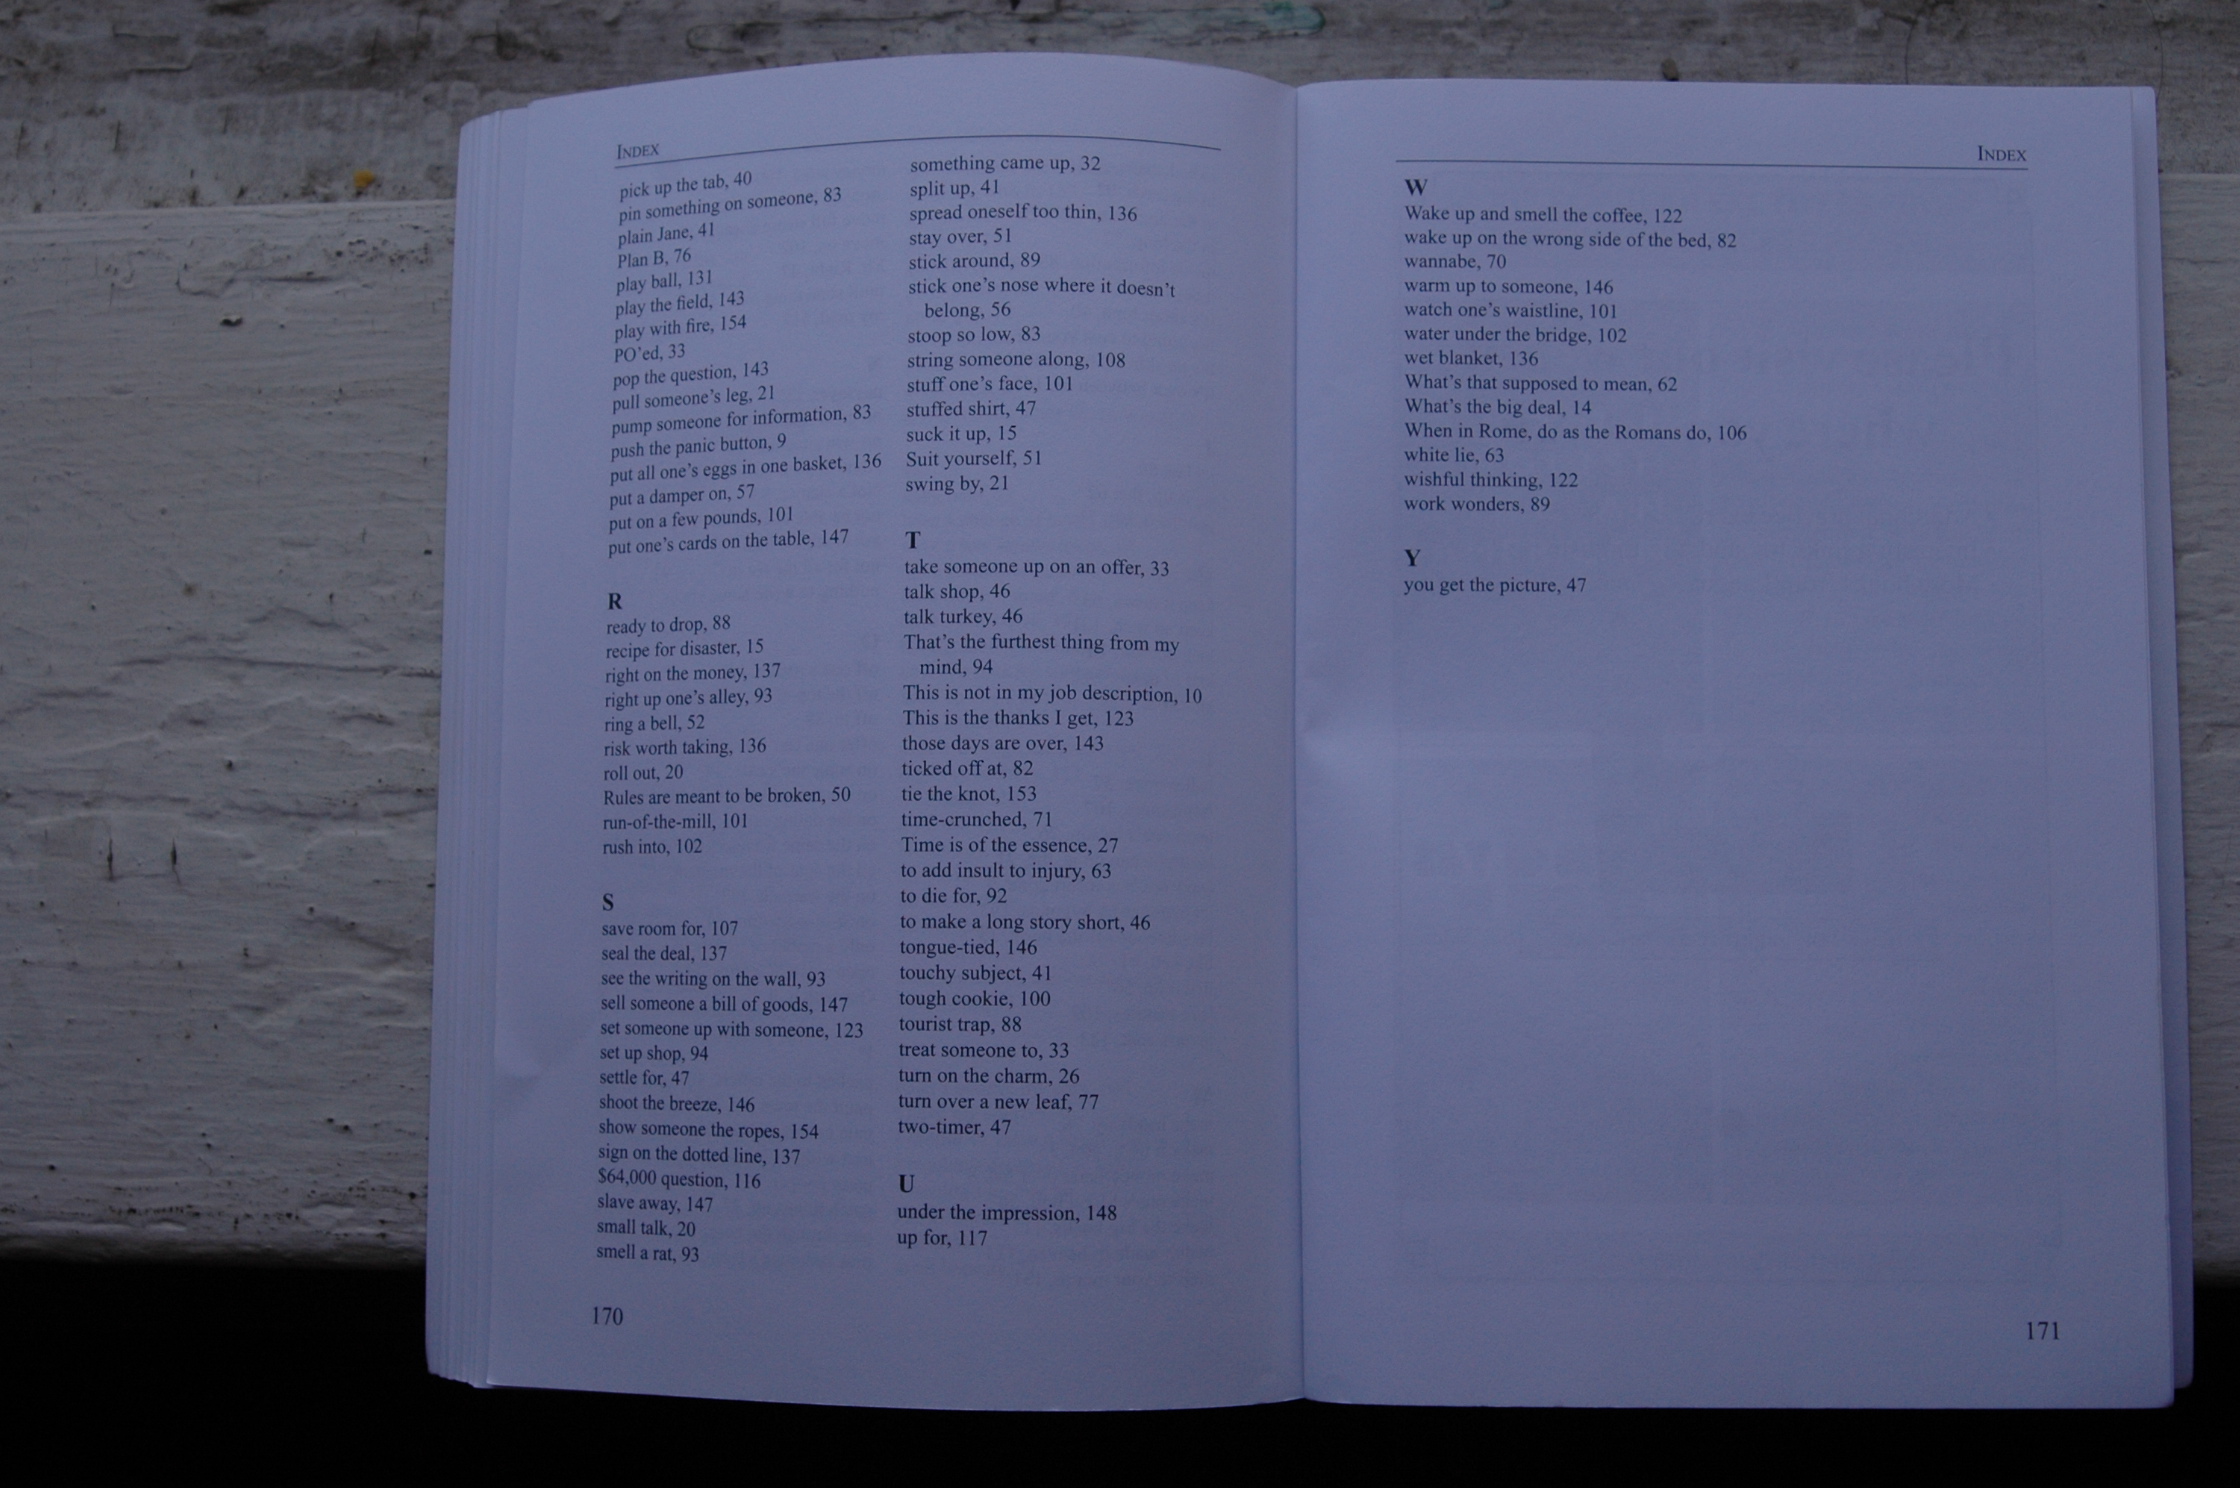 INDEX
pick up the tab, 40
pin something on someone, 83
plain Jane, 41
Plan B, 76
play ball, 131
play the field, 143
play with fire, 154
PO'ed, 33
pop the question, 143
pull someone's leg, 21
pump someone for information, 83
push the panic button, 9
put all one's eggs in one basket, 136
put a damper on, 57
put on a few pounds, 101
put one's cards on the table, 147
R
ready to drop, 88
recipe for disaster, 15
right on the money, 137
right up one's alley, 93
ring a bell, 52
risk worth taking, 136
roll out, 20
Rules are meant to be broken, 50
run-of-the-mill, 101
rush into, 102
S
save room for, 107
seal the deal, 137
see the writing on the wall, 93
sell someone a bill of goods, 147
set someone up with someone, 123
set up shop, 94
settle for, 47
shoot the breeze, 146
show someone the ropes, 154
sign on the dotted line, 137
$64,000 question, 116
slave away, 147
small talk, 20
smell a rat, 93
something came up, 32
split up, 41
spread oneself too thin, 136
stay over, 51
stick around, 89
stick one's nose where it doesn't
belong, 56
stoop so low, 83
string someone along, 108
stuff one's face, 101
stuffed shirt, 47
suck it up, 15
Suit yourself, 51
swing by, 21
T
take someone up on an offer, 33
talk shop, 46
talk turkey, 46
That's the furthest thing from my
mind, 94
This is not in my job description, 10
This is the thanks I get, 123
those days are over, 143
ticked off at, 82
tie the knot, 153
time-crunched, 71
Time is of the essence, 27
to add insult to injury, 63
to die for, 92
to make a long story short, 46
tongue-tied, 146
touchy subject, 41
tough cookie, 100
tourist trap, 88
treat someone to, 33
turn on the charm, 26
turn over a new leaf, 77
two-timer, 47
U
under the impression, 148
up for, 117
170
INDEX
W
Wake up and smell the coffee, 122
wake up on the wrong side of the bed, 82
wannabe, 70
warm up to someone, 146
watch one's waistline, 101
water under the bridge, 102
wet blanket, 136
What's that supposed to mean, 62
What's the big deal, 14
When in Rome, do as the Romans do, 106
white lie, 63
wishful thinking, 122
work wonders, 89
Y
you get the picture, 47
171